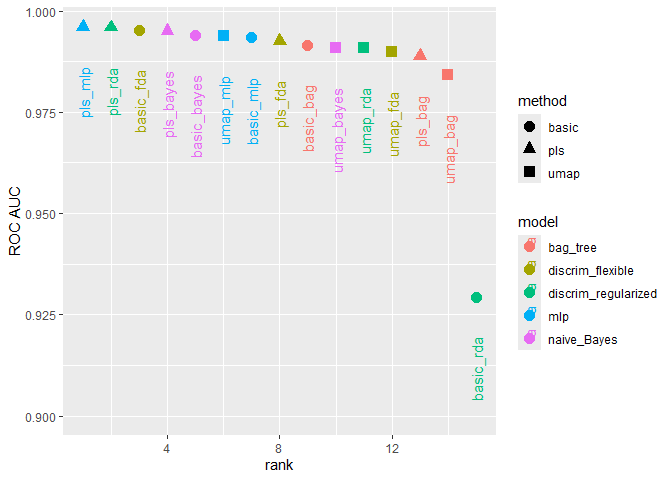 1.000
0.975
0.950
0.925
0.900
ROC AUC
pls_mlp
pls_rda
basic_fda
pls_bayes
basic_bayes
umap_mlp
basic_mlp
pls_fda
basic_bag
umap_bayes
umap_rda
umap_fda
pls_bag
umap_bag
basic_rda
4
8
12
rank
method
basic
pls
umap
model
bag_tree
discrim_flexible
discrim_regularized
mlp
naive_Bayes